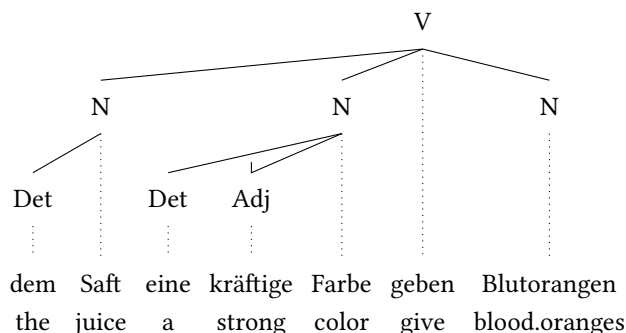 V
N N N
Det Det Adj
dem Saft eine kräftige Farbe geben Blutorangen
the juice a strong color give blood.oranges